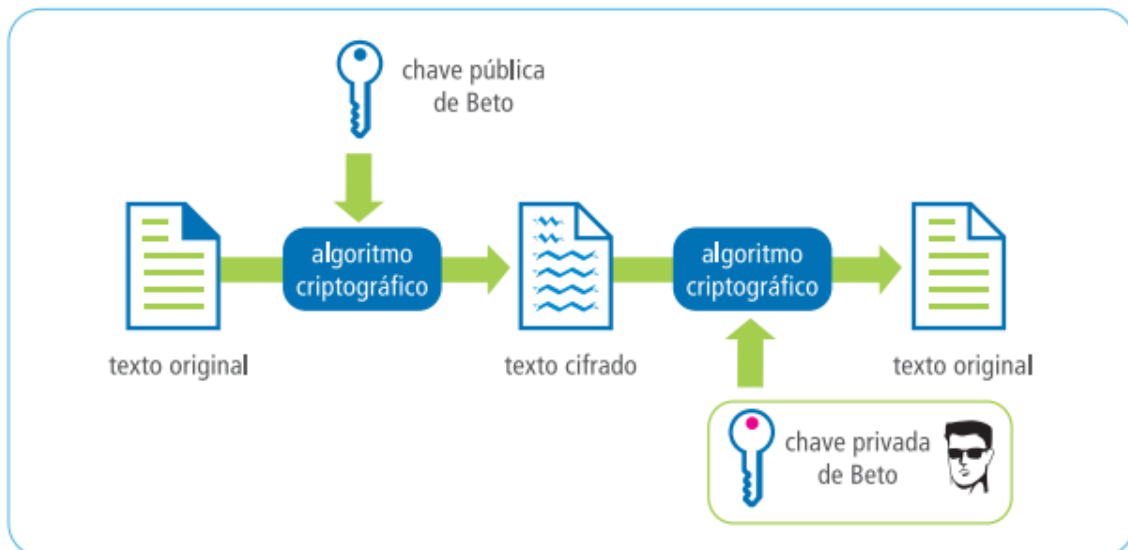 chave pública
de Beto
algoritmo
criptográfico
algoritmo
criptográfico
texto original
texto cifrado
texto original
chave privada
de Beto